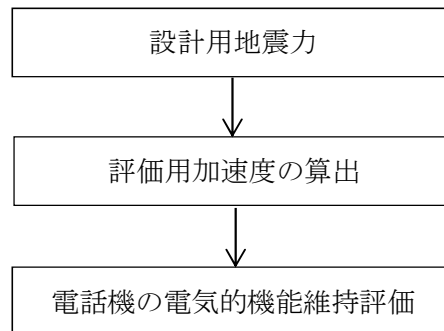 設計用地震力
評価用加速度の算出
電話機の電気的機能維持評価